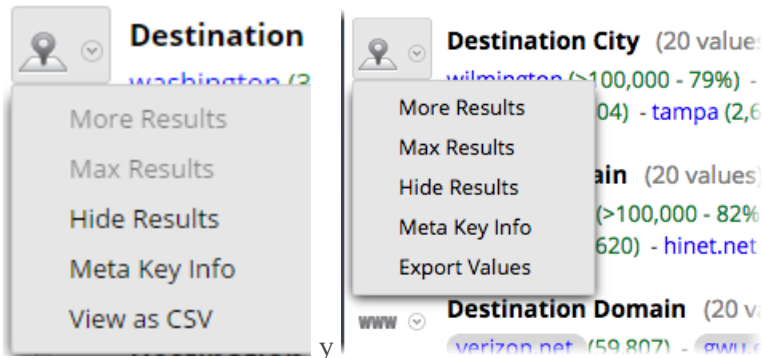 Destination
washington (3
More Results
Max Results
Hide Results
Meta Key Info
View as CSV
y
Destination City (20 value
wilmington (>100,000 - 79%) -
04) - tampa (2,6
More Results
Max Results
Hide Results
Meta Key Info
Export Values
ain (20 values)
(>100,000 - 82%
620) - hinet.net
www
Destination Domain (20 v
verizon.net (59,807) - gwu.e